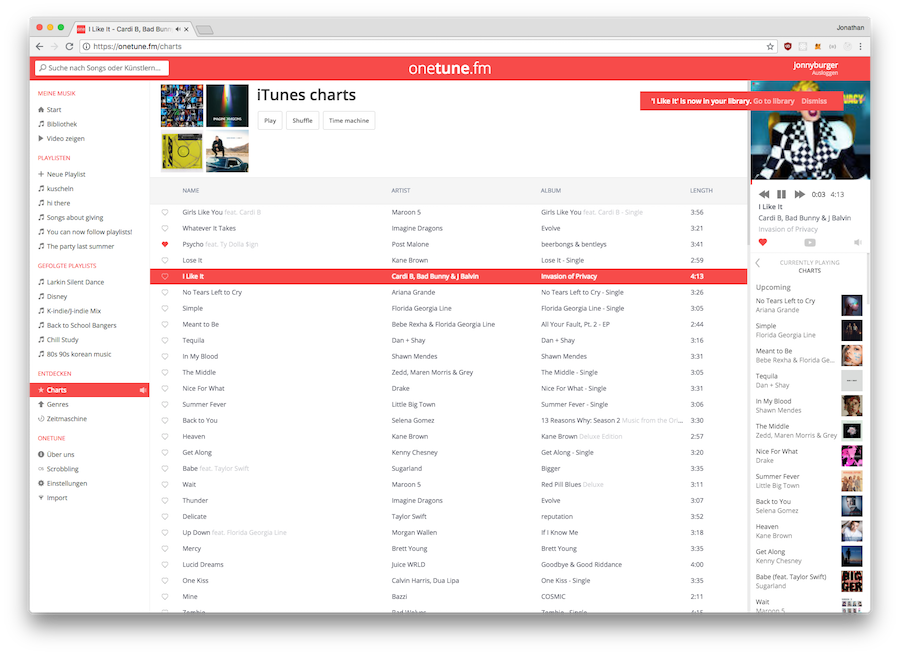 I Like It - Cardi B, Bad Bunn
Jonathan
https://onetune.fm/charts
Suche nach Songs oder Künstlern...
onetune.fm
jonnyburger
Ausloggen
MEINE MUSIK
Start
Bibliothek
Video zeigen
PLAYLISTEN
Neue Playlist
kuscheln
hi there
Songs about giving
You can now follow playlists!
The party last summer
GEFOLGTE PLAYLISTS
Larkin Silent Dance
Disney
K-indie/J-indie Mix
Back to School Bangers
Chill Study
80s 90s korean music
ENTDECKEN
Charts
Genres
Zeitmaschine
ONETUNE
Über uns
Scrobbling
Einstellungen
Import
iTunes charts
Play Shuffle Time machine
'I Like It' is now in your library. Go to library Dismiss
NAME ARTIST ALBUM LENGTH
Girls Like You feat. Cardi B Maroon 5 Girls Like You feat. Cardi B - Single 3:56
Whatever It Takes Imagine Dragons Evolve 3:21
Psycho feat. Ty Dolla $ign Post Malone beerbongs & bentleys 3:41
Lose It Kane Brown Lose It - Single 2:59
I Like It Cardi B, Bad Bunny & J Balvin Invasion of Privacy 4:13
No Tears Left to Cry Ariana Grande No Tears Left to Cry - Single 3:26
Simple Florida Georgia Line Florida Georgia Line - Single 3:05
Meant to Be Bebe Rexha & Florida Georgia Line All Your Fault, Pt. 2 - EP 2:44
Tequila Dan + Shay Dan + Shay 3:16
In My Blood Shawn Mendes Shawn Mendes 3:31
The Middle Zedd, Maren Morris & Grey The Middle - Single 3:05
Nice For What Drake Nice For What - Single 3:31
Summer Fever Little Big Town Summer Fever - Single 3:06
Back to You Selena Gomez 13 Reasons Why: Season 2 Music from the Ori... 3:30
Heaven Kane Brown Kane Brown Deluxe Edition 2:57
Get Along Kenny Chesney Get Along - Single 3:20
Babe feat. Taylor Swift Sugarland Bigger 3:35
Wait Maroon 5 Red Pill Blues Deluxe 3:11
Thunder Imagine Dragons Evolve 3:07
Delicate Taylor Swift reputation 3:52
Up Down feat. Florida Georgia Line Morgan Wallen If I Know Me 3:18
Mercy Brett Young Brett Young 3:35
Lucid Dreams Juice WRLD Goodbye & Good Riddance 4:00
One Kiss Calvin Harris, Dua Lipa One Kiss - Single 3:35
Mine Bazzi COSMIC 2:11
Zombie Bad Wolves Zombie - Single 4:15
0:03 4:13
I Like It
Cardi B, Bad Bunny & J Balvin
Invasion of Privacy
CURRENTLY PLAYING
CHARTS
Upcoming
No Tears Left to Cry
Ariana Grande
Simple
Florida Georgia Line
Meant to Be
Bebe Rexha & Florida Ge...
Tequila
Dan + Shay
In My Blood
Shawn Mendes
The Middle
Zedd, Maren Morris & Grey
Nice For What
Drake
Summer Fever
Little Big Town
Back to You
Selena Gomez
Heaven
Kane Brown
Get Along
Kenny Chesney
Babe (feat. Taylor Swift)
Sugarland
Wait
Maroon 5